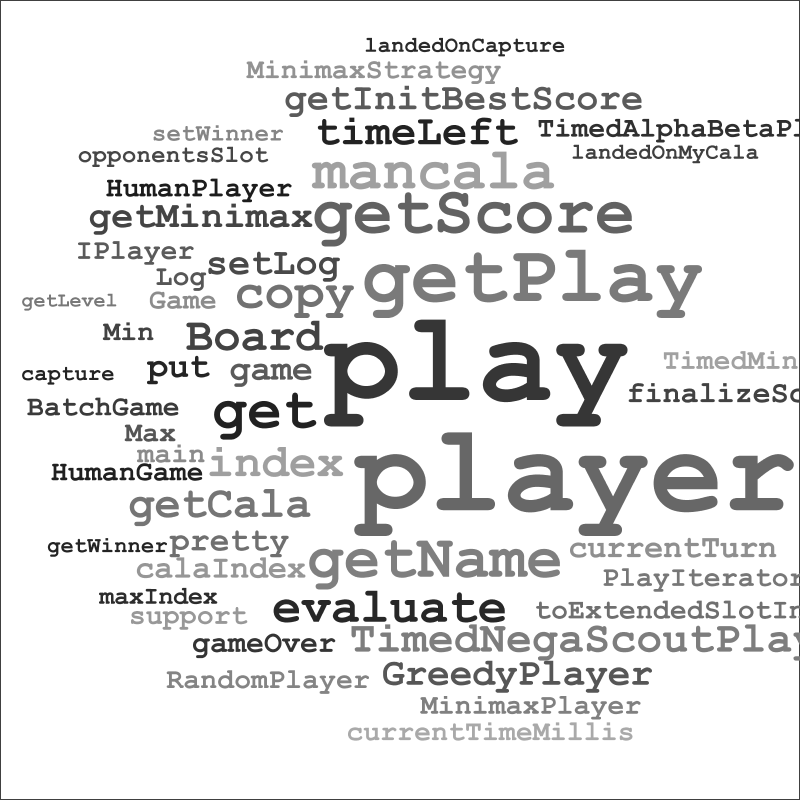 landedOnCapture
MinimaxStrategy
getInitBestScore
setWinner timeLeft TimedAlphaBetaPl
opponentsSlot landedOnMyCala
mancala
HumanPlayer
getMinimax getScore
IPlayer
setLog
Log getPlay
getLevel Game copy
Min Board play
put game TimedMin
capture
get finalizeSc
BatchGame
Max
main
HumanGame index player
getCala
getWinner pretty getName currentTurn
calaIndex PlayIterator
maxIndex
support evaluate toExtendedSlotIn
gameOver TimedNegaScoutPlay
RandomPlayer GreedyPlayer
MinimaxPlayer
currentTimeMillis